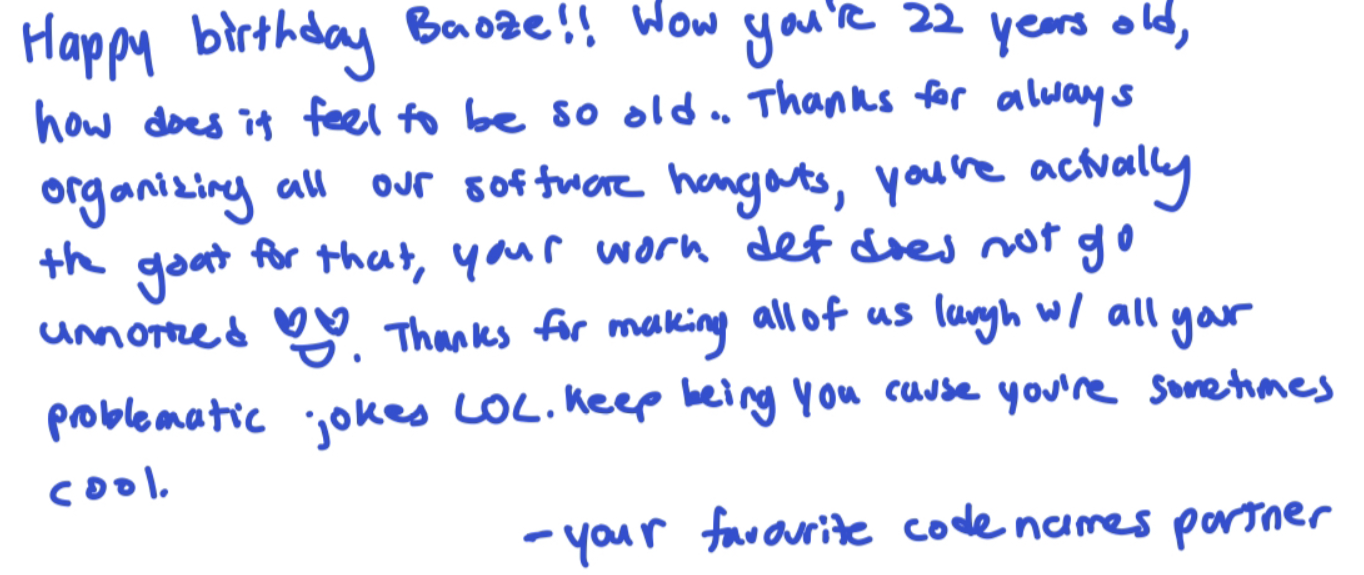 Happy birthday Baoze!! Wow you're 22 years old,
how does it feel to be so old.. Thanks for always
organizing all our software hangouts, you're actually
the goat for that, your work def does not go
unnoticed 😍. Thanks for making all of us laugh w/ all your
problematic jokes LOL. Keep being you cause you're sometimes
cool.
- your favourite codenames partner